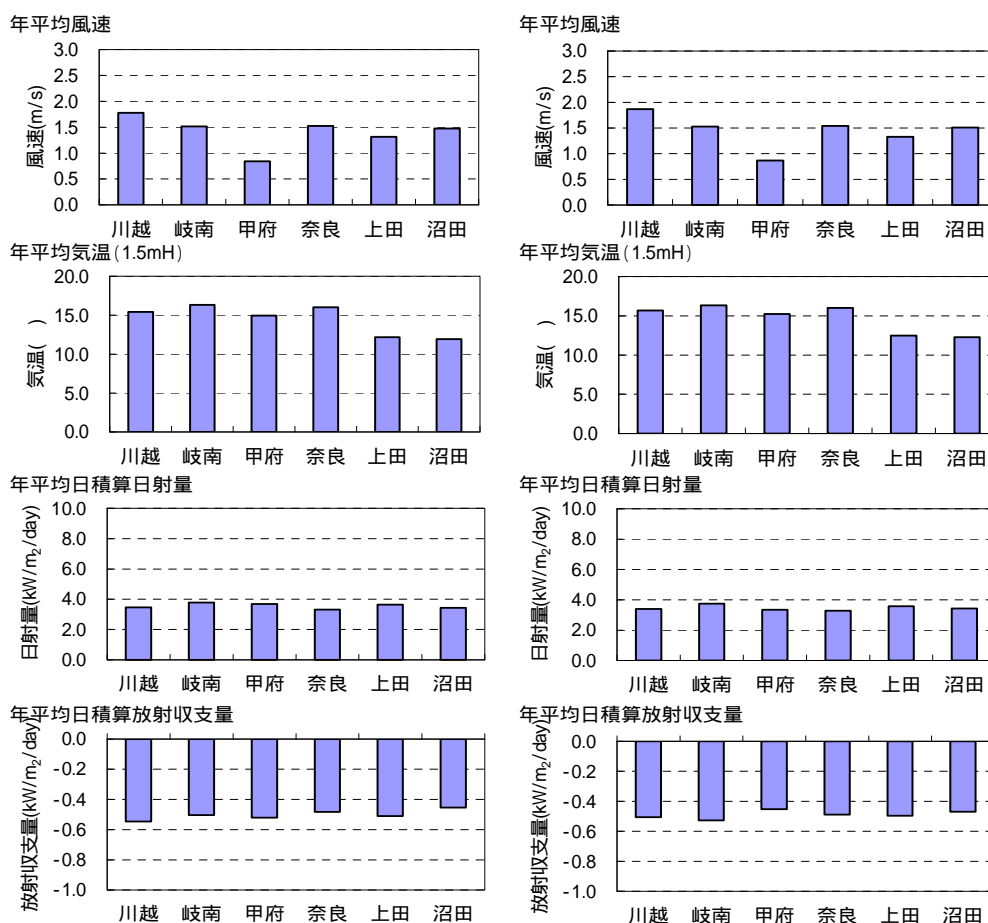 年平均風速
風速(m/s)
3.0
2.5
2.0
1.5
1.0
0.5
0.0
川越 岐南 甲府 奈良 上田 沼田
年平均気温(1.5mH)
気温( )
20.0
15.0
10.0
5.0
0.0
川越 岐南 甲府 奈良 上田 沼田
年平均日積算日射量
日射量(kW/m2/day)
10.0
8.0
6.0
4.0
2.0
0.0
川越 岐南 甲府 奈良 上田 沼田
年平均日積算放射収支量
放射収支量(kW/m2/day)
0.0
-0.2
-0.4
-0.6
-0.8
-1.0
川越 岐南 甲府 奈良 上田 沼田
年平均風速
風速(m/s)
3.0
2.5
2.0
1.5
1.0
0.5
0.0
川越 岐南 甲府 奈良 上田 沼田
年平均気温(1.5mH)
気温( )
20.0
15.0
10.0
5.0
0.0
川越 岐南 甲府 奈良 上田 沼田
年平均日積算日射量
日射量(kW/m2/day)
10.0
8.0
6.0
4.0
2.0
0.0
川越 岐南 甲府 奈良 上田 沼田
年平均日積算放射収支量
放射収支量(kW/m2/day)
0.0
-0.2
-0.4
-0.6
-0.8
-1.0
川越 岐南 甲府 奈良 上田 沼田